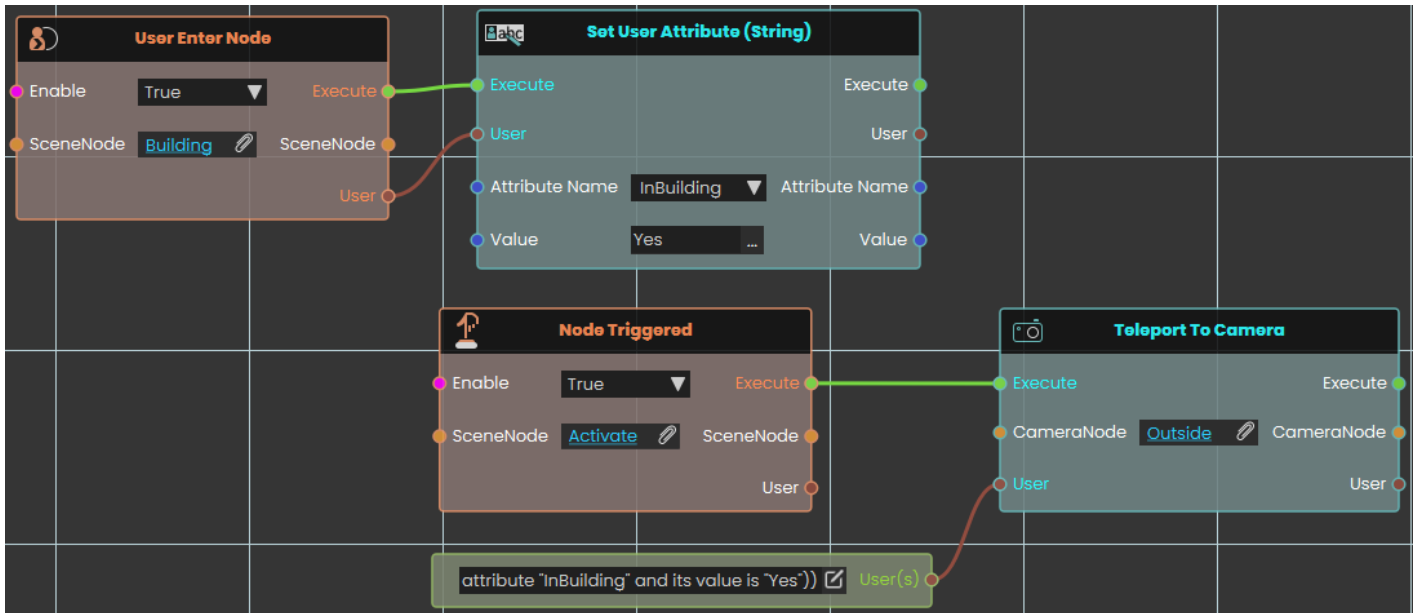 User Enter Node
Enable True Execute
SceneNode Building SceneNode
User
abc Set User Attribute (String)
Execute Execute
User User
Attribute Name InBuilding Attribute Name
Value Yes ... Value
Node Triggered
Enable True Execute
SceneNode Activate SceneNode
User
Teleport To Camera
Execute Execute
CameraNode Outside CameraNode
User User
attribute "InBuilding" and its value is "Yes")) User(s)